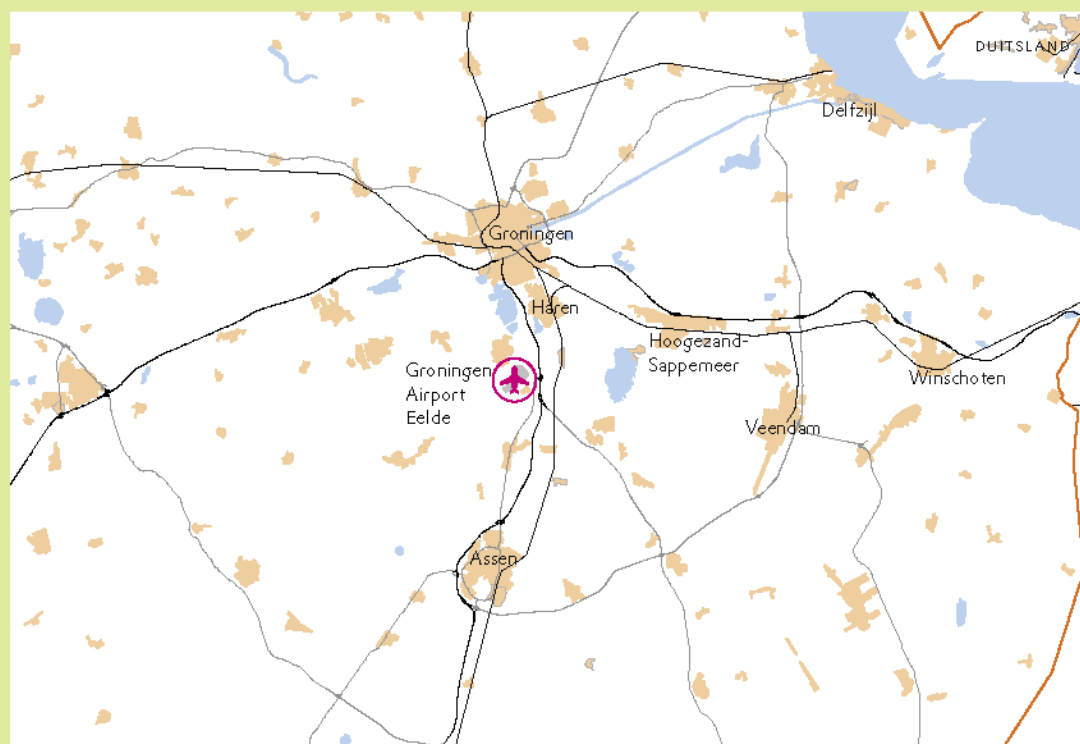 DUITSLAND
Delfzijl
Groningen
Haren
Hoogezand-
Sappemeer
Groningen
Airport
Eelde
Winschoten
Veendam
Assen